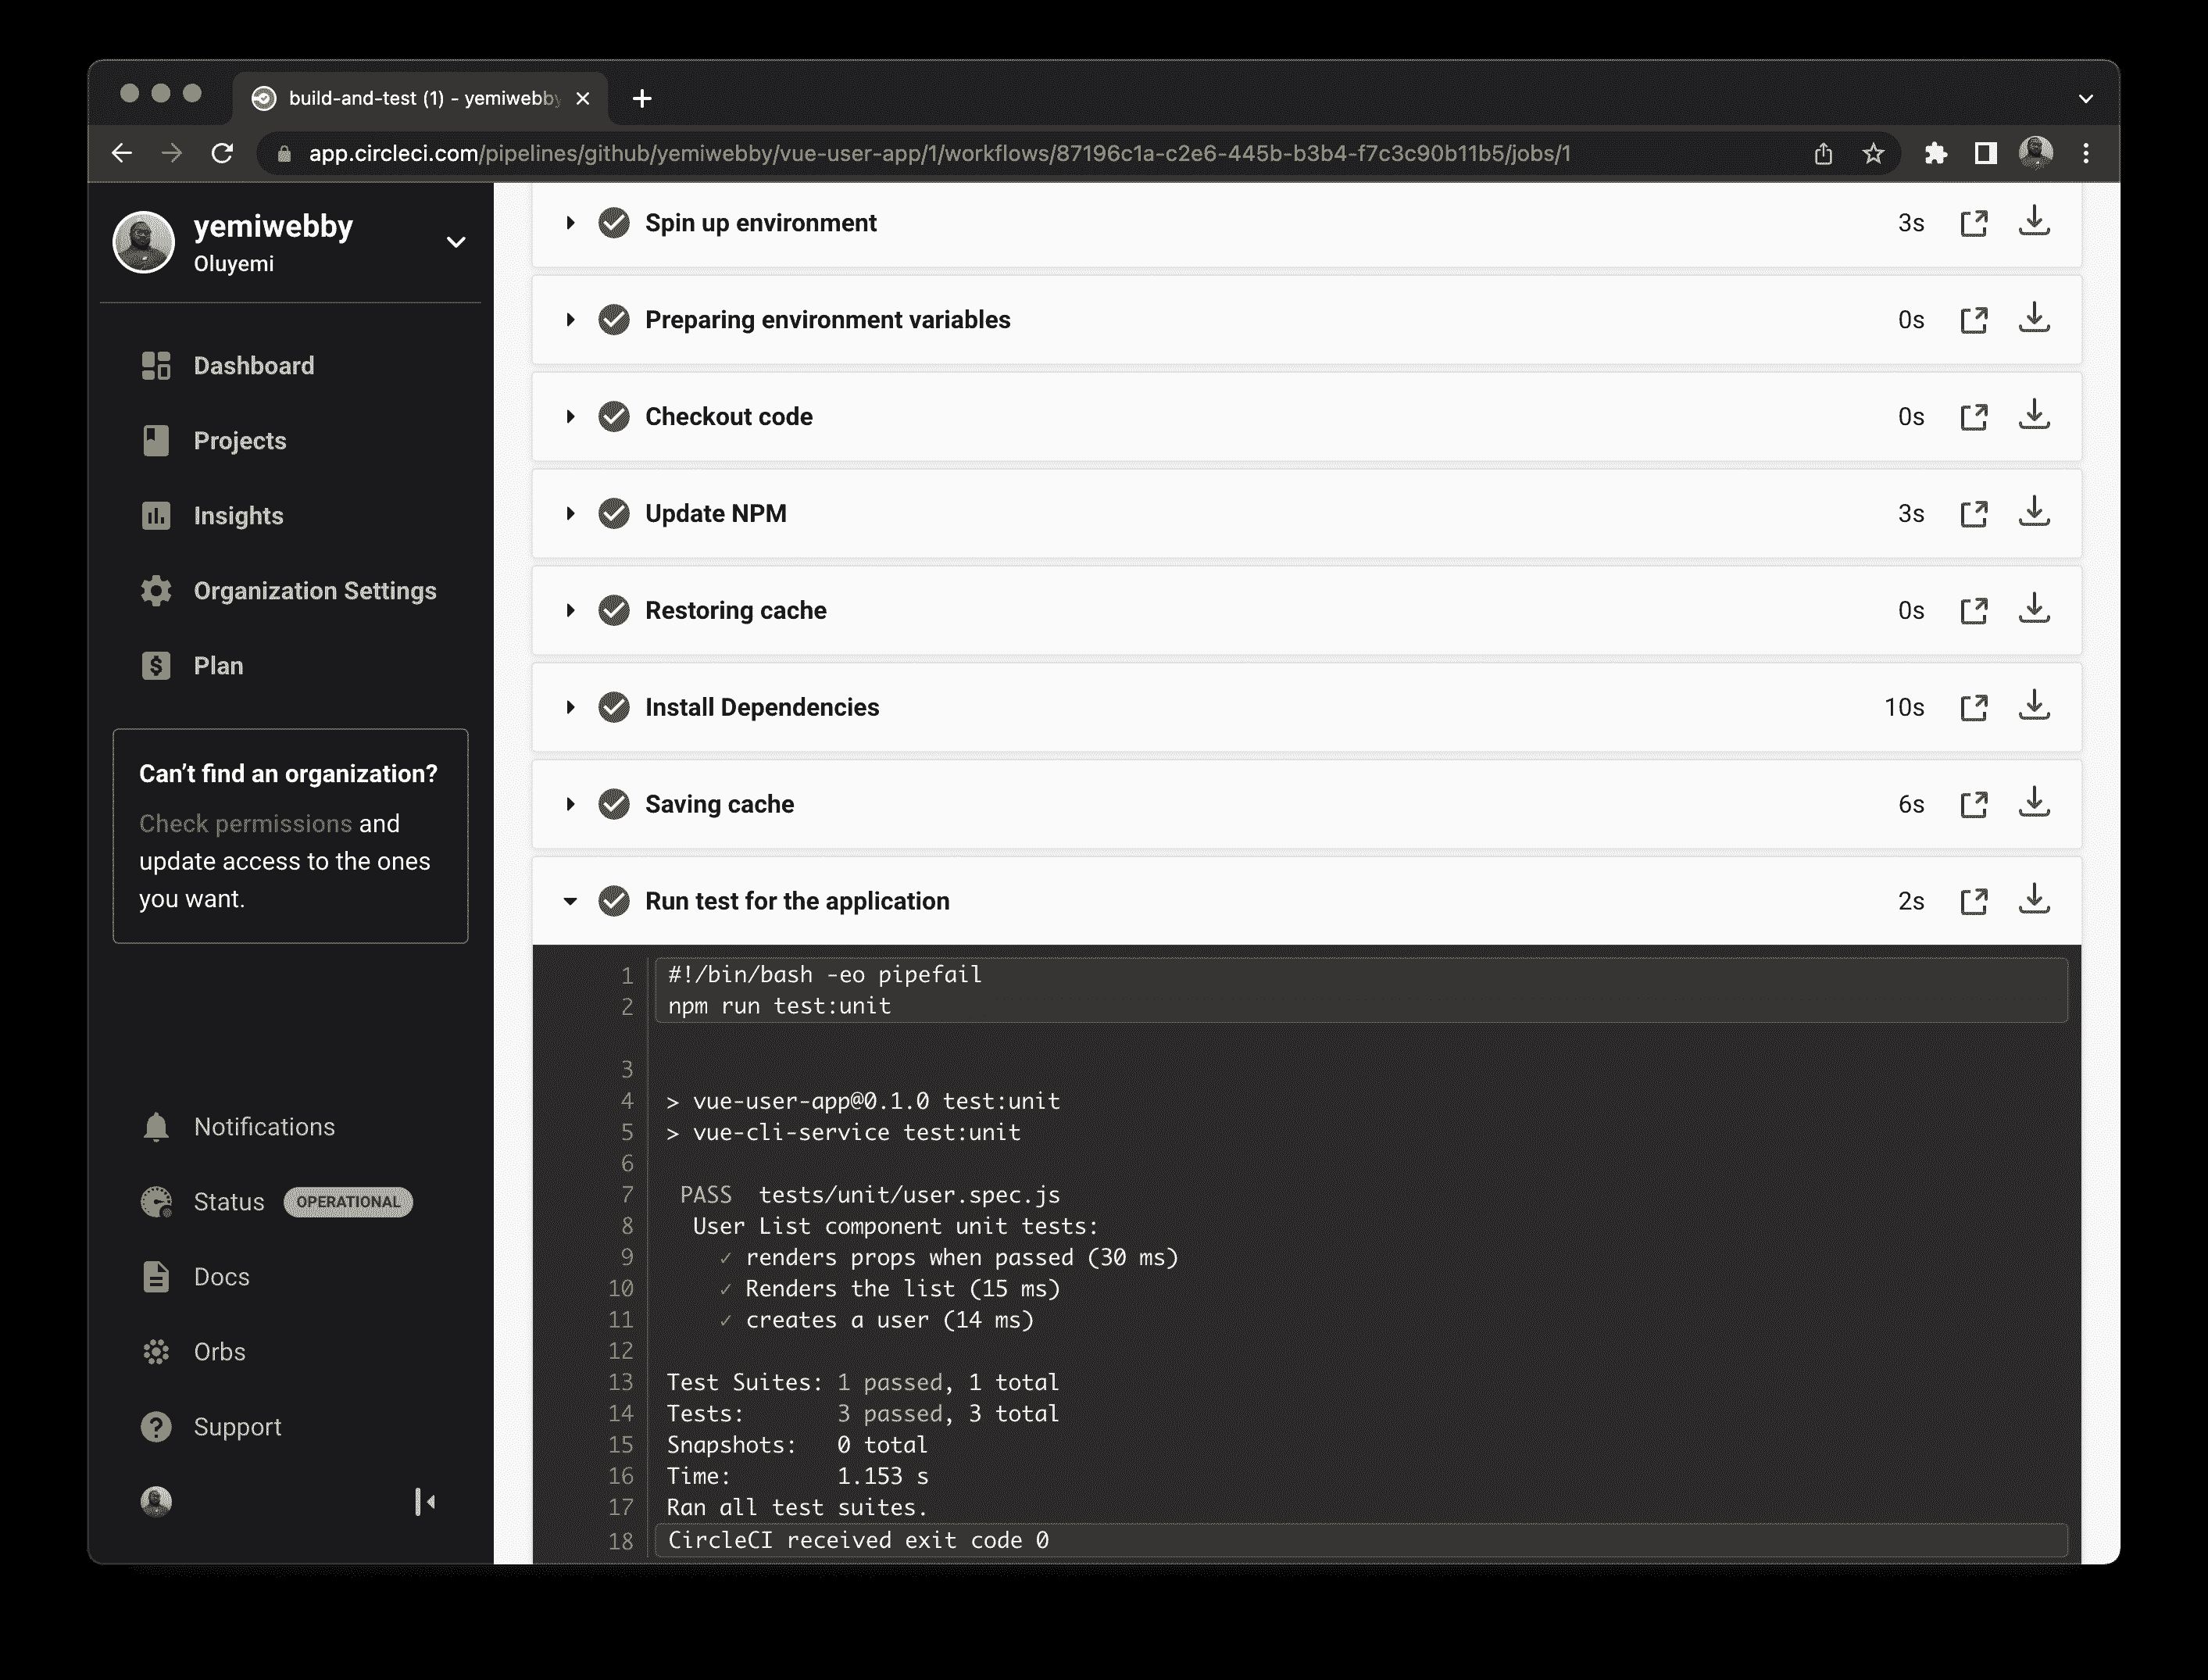 build-and-test (1) - yemiwebby
app.circleci.com/pipelines/github/yemiwebby/vue-user-app/1/workflows/87196c1a-c2e6-445b-b3b4-f7c3c90b11b5/jobs/1
yemiwebby
Oluyemi
Dashboard
Projects
Insights
Organization Settings
Plan
Can’t find an organization?
Check permissions and
update access to the ones
you want.
Notifications
Status OPERATIONAL
Docs
Orbs
Support
Spin up environment 3s
Preparing environment variables 0s
Checkout code 0s
Update NPM 3s
Restoring cache 0s
Install Dependencies 10s
Saving cache 6s
Run test for the application 2s
1 #!/bin/bash -eo pipefail
2 npm run test:unit
3
4 > vue-user-app@0.1.0 test:unit
5 > vue-cli-service test:unit
6
7 PASS tests/unit/user.spec.js
8 User List component unit tests:
9 ✓ renders props when passed (30 ms)
10 ✓ Renders the list (15 ms)
11 ✓ creates a user (14 ms)
12
13 Test Suites: 1 passed, 1 total
14 Tests: 3 passed, 3 total
15 Snapshots: 0 total
16 Time: 1.153 s
17 Ran all test suites.
18 CircleCI received exit code 0